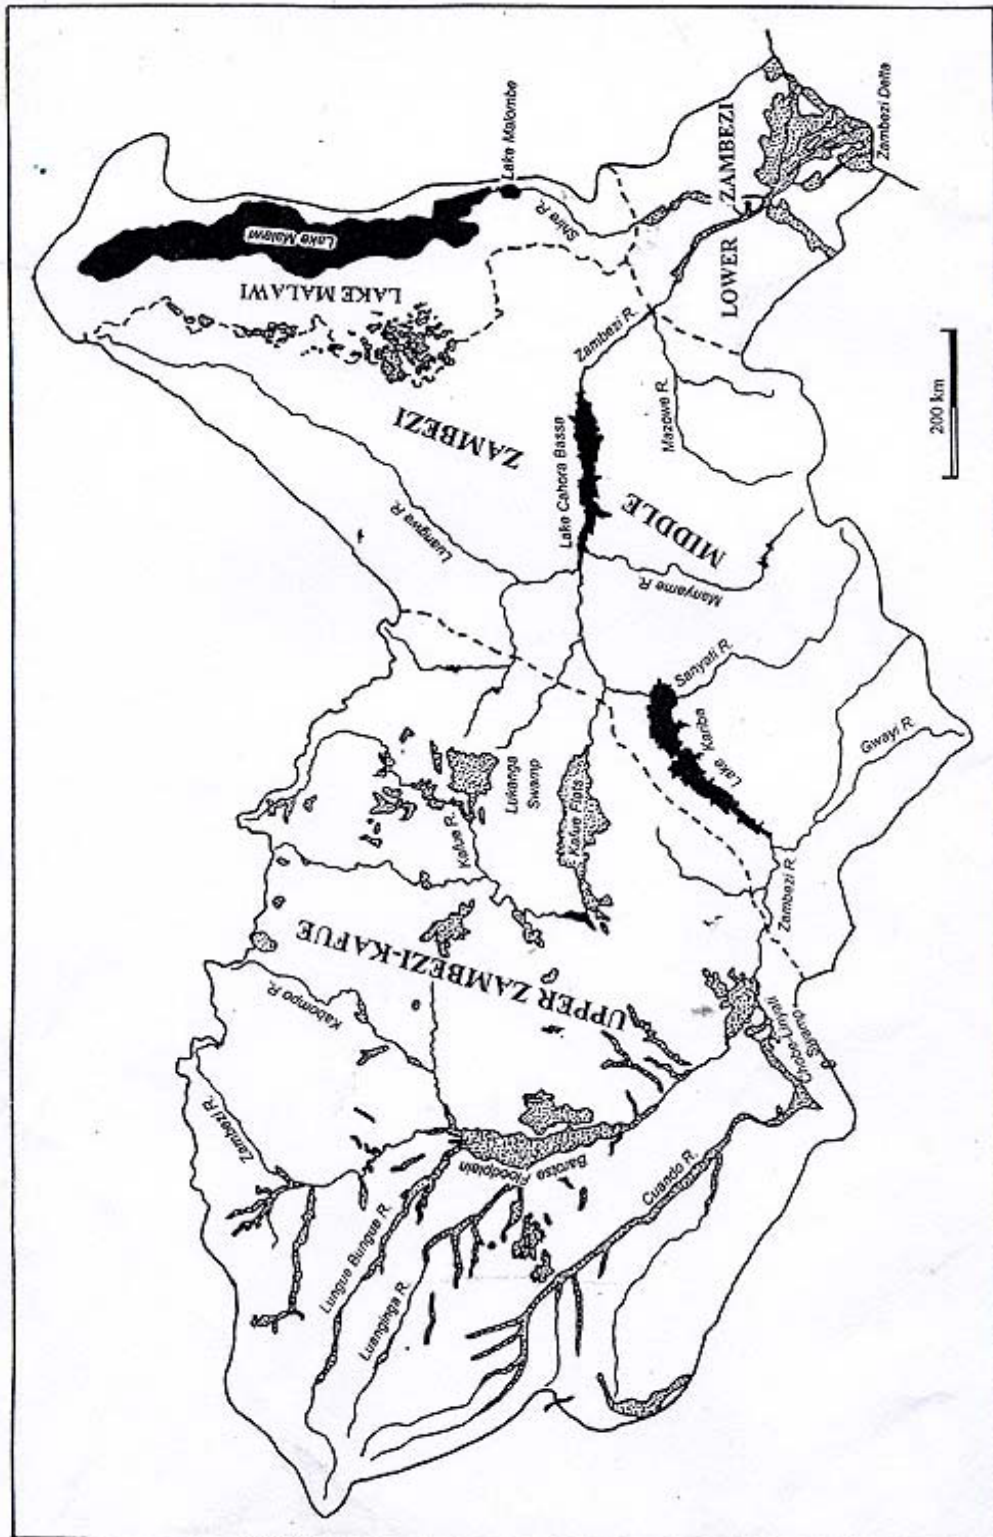 Zambezi R.
Kabompo R.
Lungue Bungue R.
Luanginga R.
Barotse
Floodplain
Cuando R.
Chobe-Linyati
Swamp
UPPER ZAMBEZI-KAFUE
Kafue R.
Lukanga
Swamp
Kafue Flats
Zambezi R.
Gwayi R.
Lake Kariba
Sanyati R.
Manyame R.
MIDDLE
ZAMBEZI
Luangwa R.
Lake Cahora Bassa
Mazowe R.
Zambezi R.
LAKE MALAWI
Lake Malawi
Lake Malombe
Shire R.
LOWER ZAMBEZI
Zambezi Delta
200 km